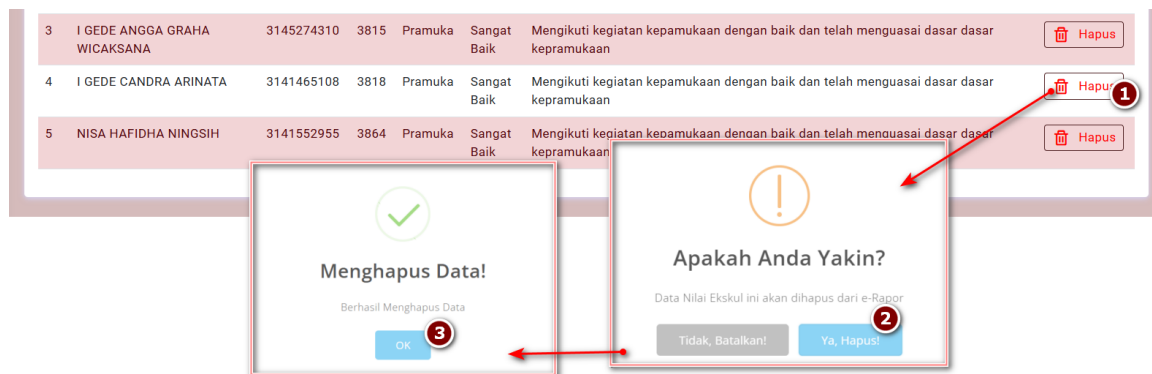 3 I GEDE ANGGA GRAHA 3145274310 3815 Pramuka Sangat Mengikuti kegiatan kepamukaan dengan baik dan telah menguasai dasar dasar Hapus
WICAKSANA Baik kepramukaan
4 I GEDE CANDRA ARINATA 3141465108 3818 Pramuka Sangat Mengikuti kegiatan kepamukaan dengan baik dan telah menguasai dasar dasar Hapus
Baik kepramukaan 1
5 NISA HAFIDHA NINGSIH 3141552955 3864 Pramuka Sangat Mengikuti kegiatan kepamukaan dengan baik dan telah menguasai dasar dasar Hapus
Baik kepramukaan
Apakah Anda Yakin?
Data Nilai Ekskul ini akan dihapus dari e-Rapor
2
Tidak, Batalkan! Ya, Hapus!
Menghapus Data!
Berhasil Menghapus Data
OK 3